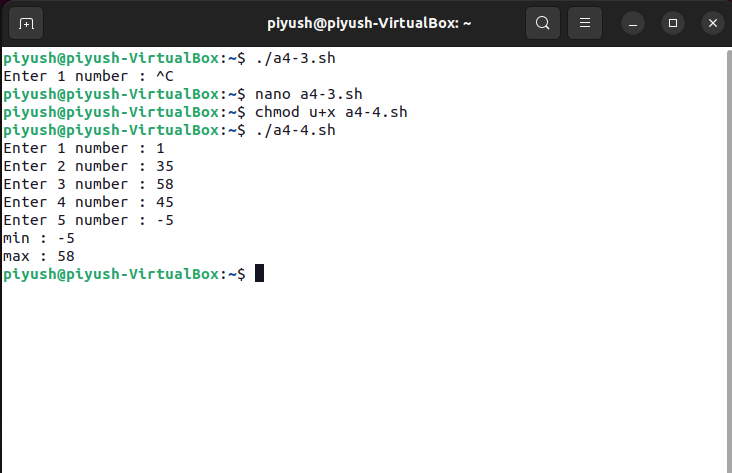 piyush@piyush-VirtualBox: ~
piyush@piyush-VirtualBox:~$ ./a4-3.sh
Enter 1 number : ^C
piyush@piyush-VirtualBox:~$ nano a4-3.sh
piyush@piyush-VirtualBox:~$ chmod u+x a4-4.sh
piyush@piyush-VirtualBox:~$ ./a4-4.sh
Enter 1 number : 1
Enter 2 number : 35
Enter 3 number : 58
Enter 4 number : 45
Enter 5 number : -5
min : -5
max : 58
piyush@piyush-VirtualBox:~$